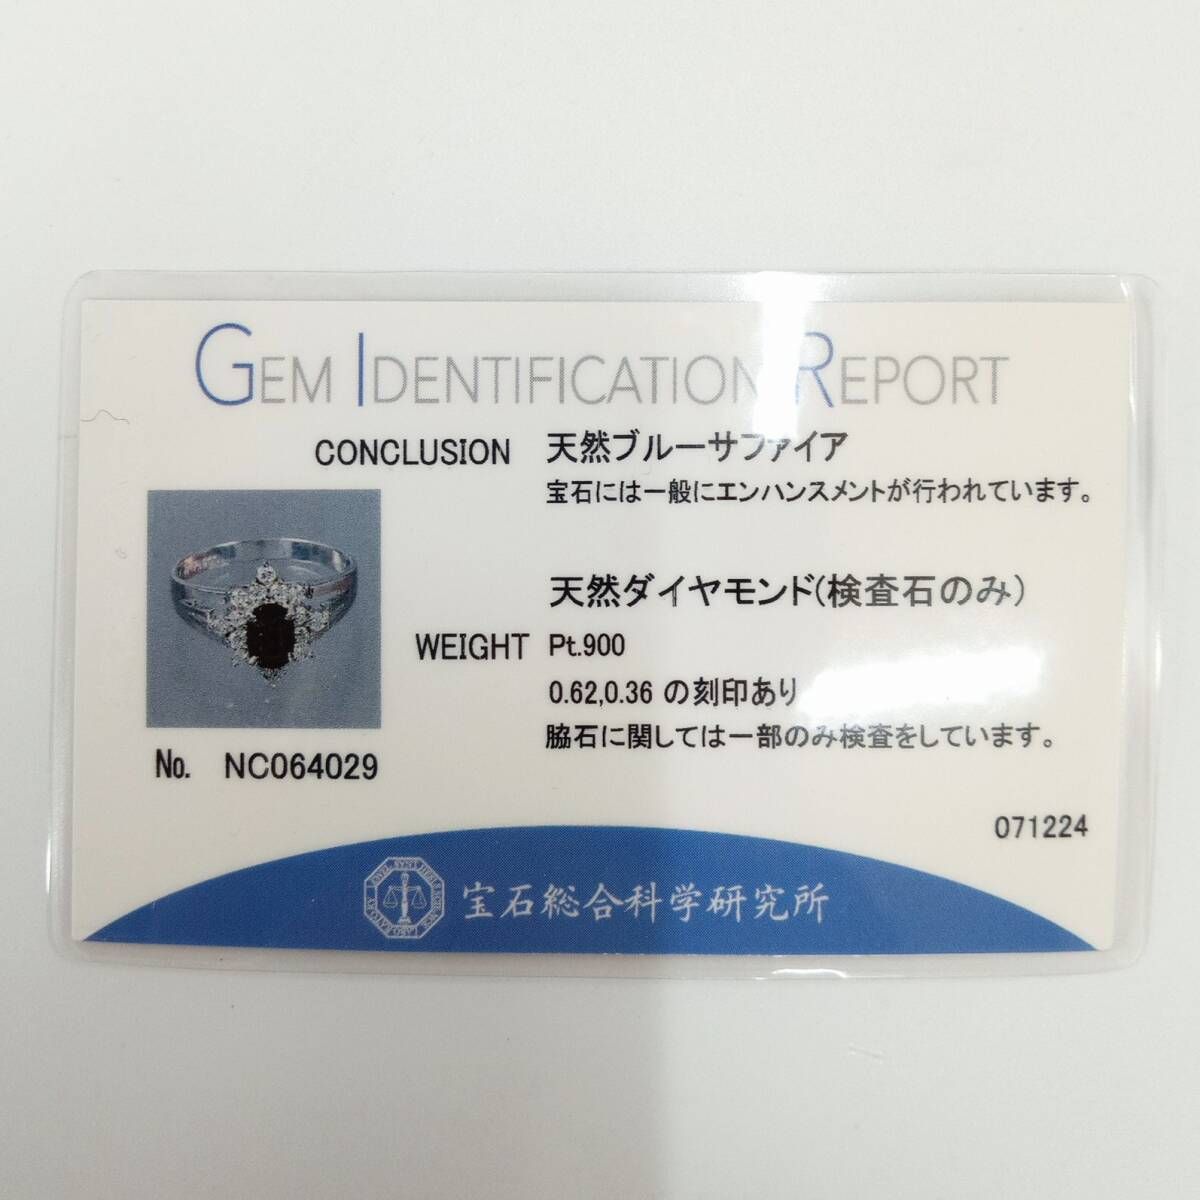 GEM IDENTIFICATION REPORT
CONCLUSION 天然ブルーサファイア
宝石には一般にエンハンスメントが行われています。
天然ダイヤモンド(検査石のみ)
WEIGHT Pt.900
0.62,0.36 の刻印あり
脇石に関しては一部のみ検査をしています。
No. NC064029
071224
宝石総合科学研究所